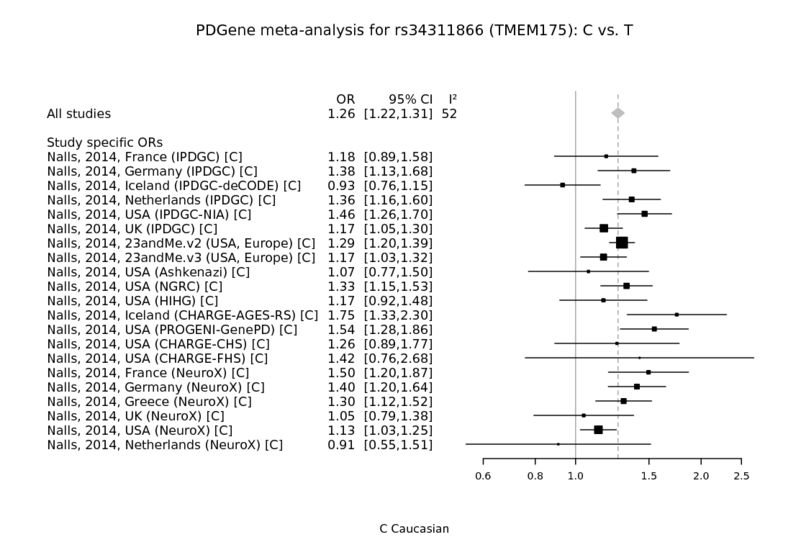 PDGene meta-analysis for rs34311866 (TMEM175): C vs. T
OR 95% CI I²
All studies 1.26 [1.22,1.31] 52
Study specific ORs
Nalls, 2014, France (IPDGC) [C] 1.18 [0.89,1.58]
Nalls, 2014, Germany (IPDGC) [C] 1.38 [1.13,1.68]
Nalls, 2014, Iceland (IPDGC-deCODE) [C] 0.93 [0.76,1.15]
Nalls, 2014, Netherlands (IPDGC) [C] 1.36 [1.16,1.60]
Nalls, 2014, USA (IPDGC-NIA) [C] 1.46 [1.26,1.70]
Nalls, 2014, UK (IPDGC) [C] 1.17 [1.05,1.30]
Nalls, 2014, 23andMe.v2 (USA, Europe) [C] 1.29 [1.20,1.39]
Nalls, 2014, 23andMe.v3 (USA, Europe) [C] 1.17 [1.03,1.32]
Nalls, 2014, USA (Ashkenazi) [C] 1.07 [0.77,1.50]
Nalls, 2014, USA (NGRC) [C] 1.33 [1.15,1.53]
Nalls, 2014, USA (HIHG) [C] 1.17 [0.92,1.48]
Nalls, 2014, Iceland (CHARGE-AGES-RS) [C] 1.75 [1.33,2.30]
Nalls, 2014, USA (PROGENI-GenePD) [C] 1.54 [1.28,1.86]
Nalls, 2014, USA (CHARGE-CHS) [C] 1.26 [0.89,1.77]
Nalls, 2014, USA (CHARGE-FHS) [C] 1.42 [0.76,2.68]
Nalls, 2014, France (NeuroX) [C] 1.50 [1.20,1.87]
Nalls, 2014, Germany (NeuroX) [C] 1.40 [1.20,1.64]
Nalls, 2014, Greece (NeuroX) [C] 1.30 [1.12,1.52]
Nalls, 2014, UK (NeuroX) [C] 1.05 [0.79,1.38]
Nalls, 2014, USA (NeuroX) [C] 1.13 [1.03,1.25]
Nalls, 2014, Netherlands (NeuroX) [C] 0.91 [0.55,1.51]
0.6 0.8 1.0 1.5 2.0 2.5
C Caucasian